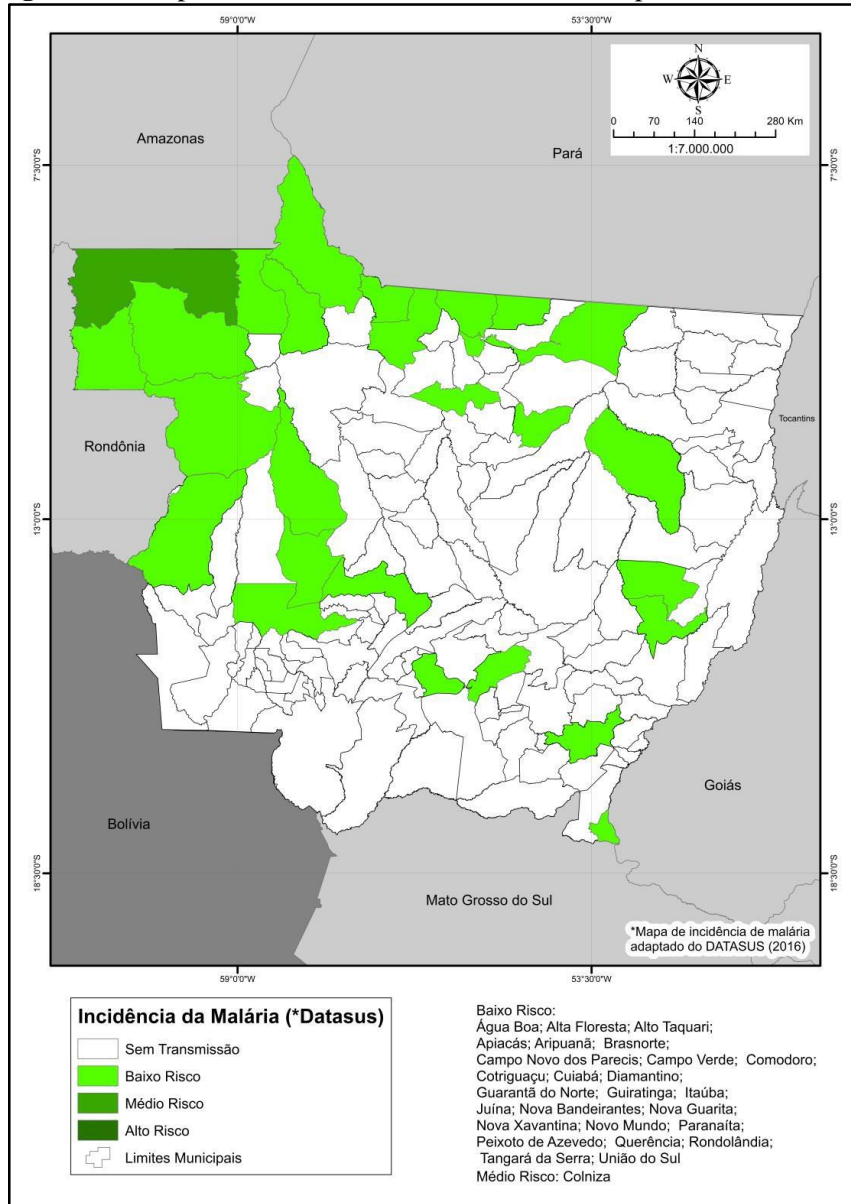 59°0'0"W 53°30'0"W
N
W E
S
0 70 140 280 Km
1:7.000.000
Amazonas
Pará
7°30'0"S 7°30'0"S
Rondônia
Tocantins
13°0'0"S 13°0'0"S
Goiás
Bolívia
18°30'0"S 18°30'0"S
Mato Grosso do Sul
*Mapa de incidência de malária
adaptado do DATASUS (2016)
59°0'0"W 53°30'0"W
Incidência da Malária (*Datasus)
Sem Transmissão
Baixo Risco
Médio Risco
Alto Risco
Limites Municipais
Baixo Risco:
Água Boa; Alta Floresta; Alto Taquari;
Apiacás; Aripuanã; Brasnorte;
Campo Novo dos Parecis; Campo Verde; Comodoro;
Cotriguaçu; Cuiabá; Diamantino;
Guarantã do Norte; Guiratinga; Itaúba;
Juína; Nova Bandeirantes; Nova Guarita;
Nova Xavantina; Novo Mundo; Paranaíta;
Peixoto de Azevedo; Querência; Rondolândia;
Tangará da Serra; União do Sul
Médio Risco: Colniza